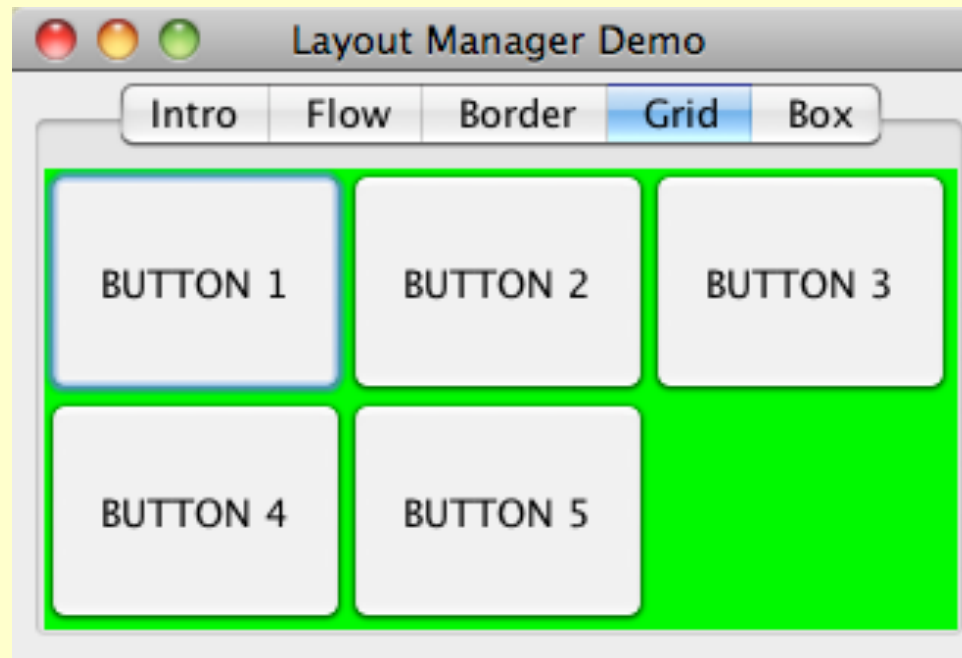 Layout Manager Demo
Intro Flow Border Grid Box
BUTTON 1 BUTTON 2 BUTTON 3
BUTTON 4 BUTTON 5